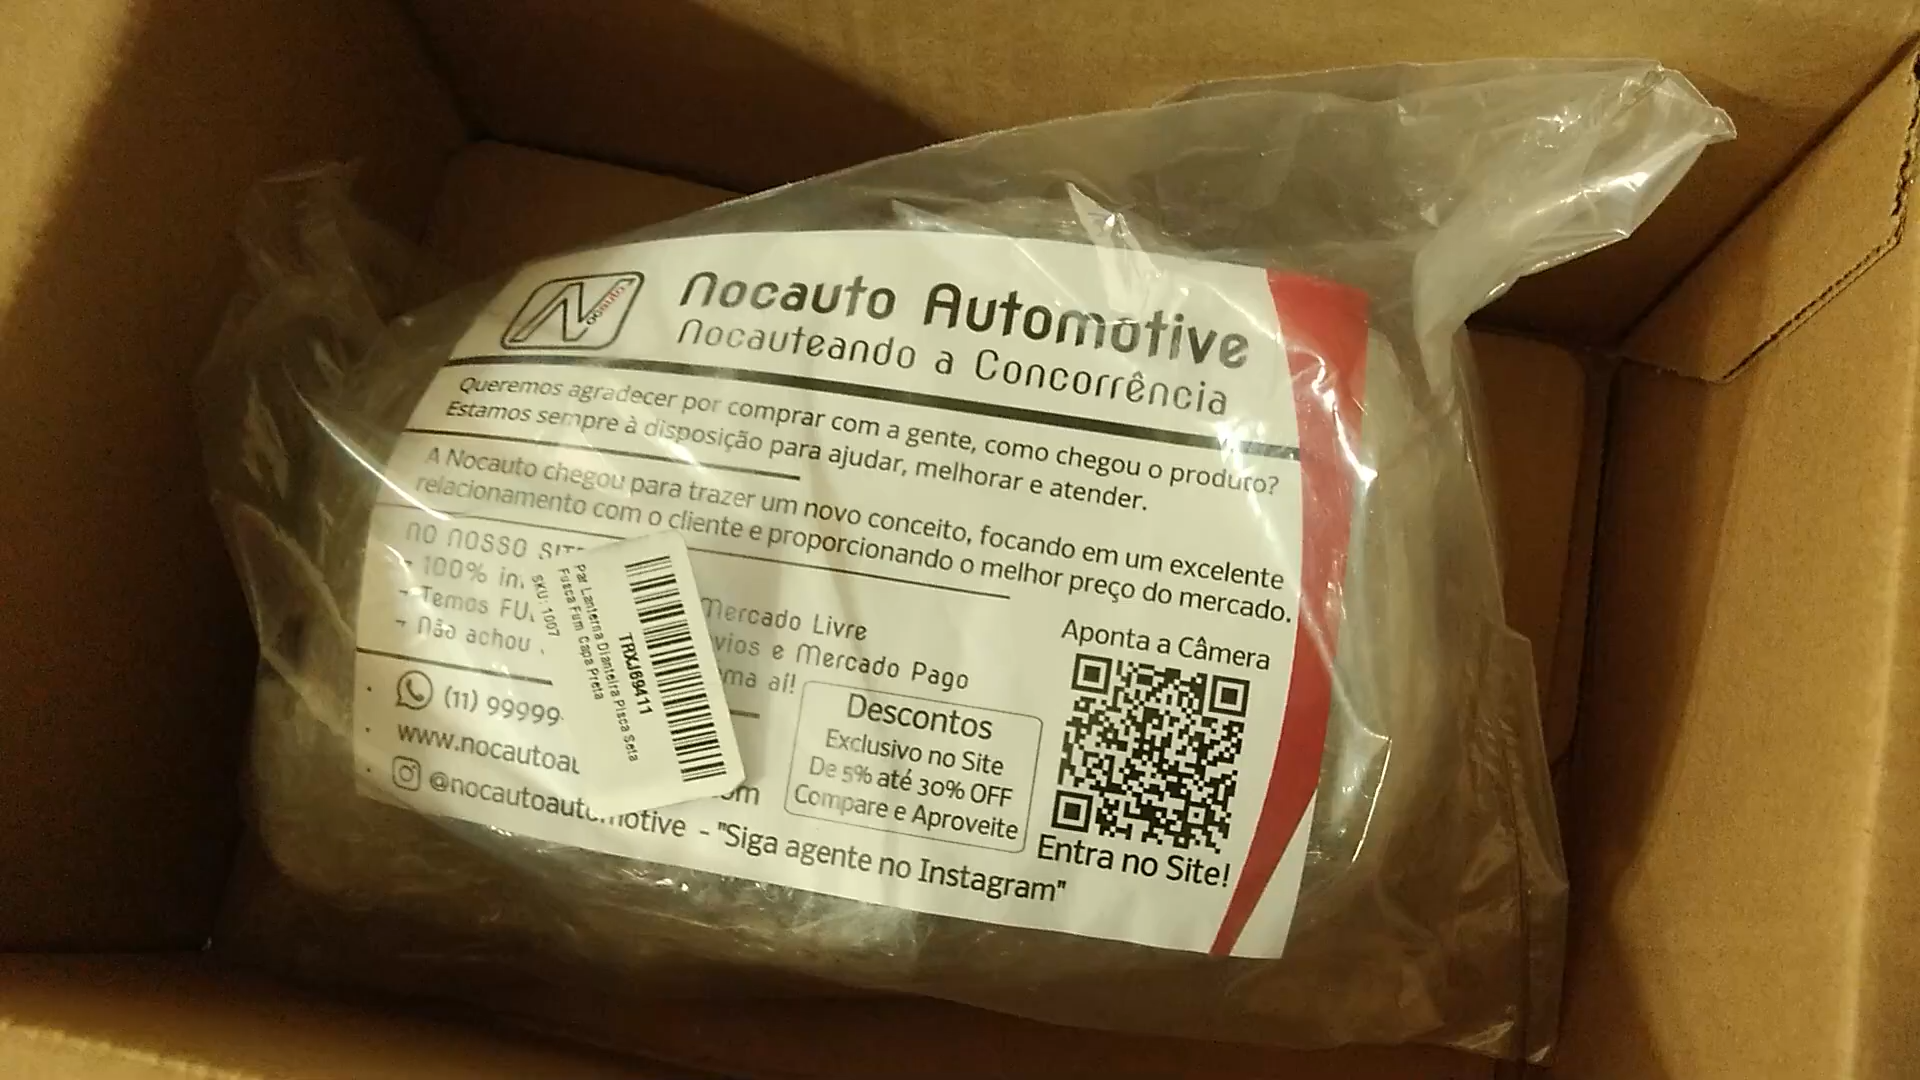 Nocauto
Nocauto Automotive
Nocauteando a Concorrência
Queremos agradecer por comprar com a gente, como chegou o produto?
Estamos sempre à disposição para ajudar, melhorar e atender.
A Nocauto chegou para trazer um novo conceito, focando em um excelente
relacionamento com o cliente e proporcionando o melhor preço do mercado.
no nosso SIT
- 100% in
Mercado Livre
- Temos FU
vios e Mercado Pago
- Não achou
ma aí!
(11) 99999
www.nocautoau
om
@nocautoautomotive - "Siga agente no Instagram"
TRXJ69411
Par Lanterna Dianteira Pisca Seta
Fusca Fum Capa Preta
SKU: 1007
Descontos
Exclusivo no Site
De 5% até 30% OFF
Compare e Aproveite
Aponta a Câmera
Entra no Site!